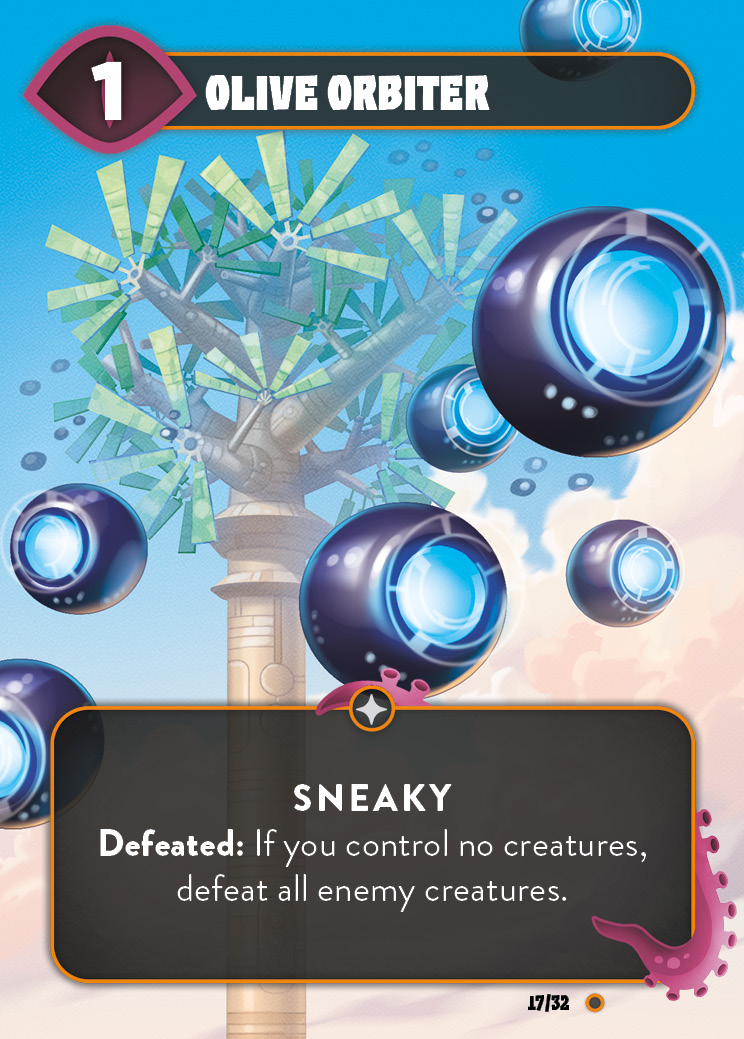 1
OLIVE ORBITER
SNEAKY
Defeated: If you control no creatures,
defeat all enemy creatures.
17/32